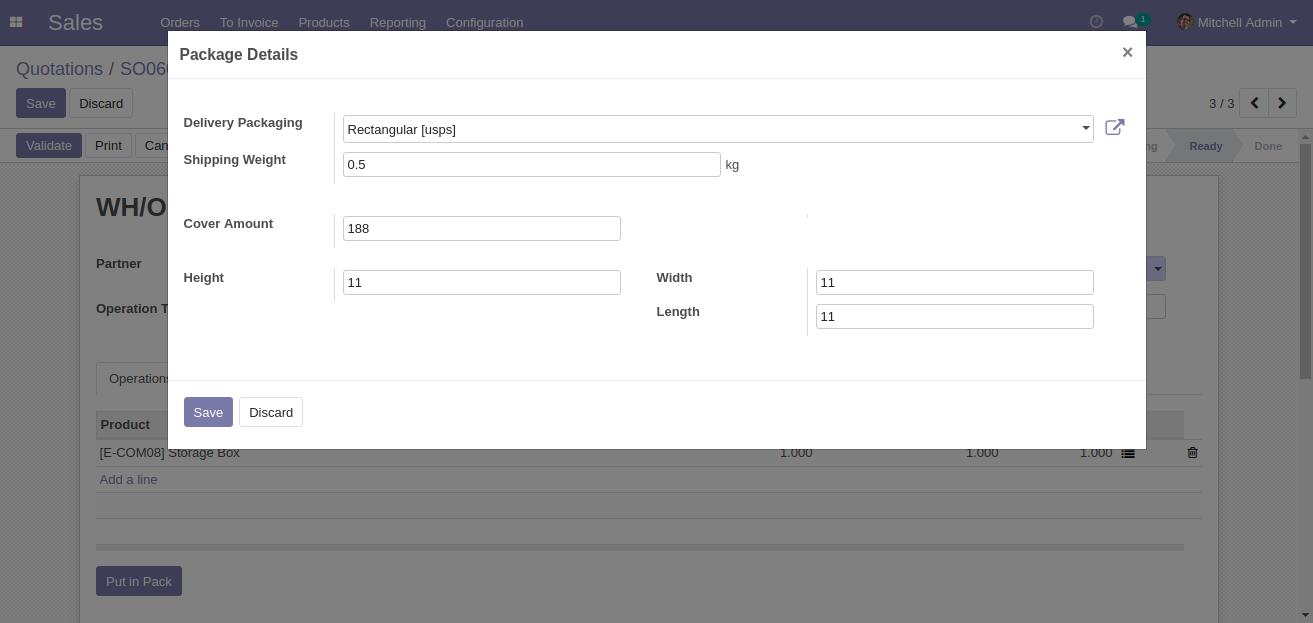 Sales Orders To Invoice Products Reporting Configuration 1 Mitchell Admin
Package Details ×
Quotations / SO06
Save Discard 3 / 3
Validate Print Can Ready Done
Delivery Packaging Rectangular [usps]
Shipping Weight 0.5 kg
WH/O
Cover Amount 188
Partner
Height 11 Width 11
Operation T
Length 11
Operations
Save Discard
Product
[E-COM08] Storage Box 1.000 1.000 1.000
Add a line
Put in Pack